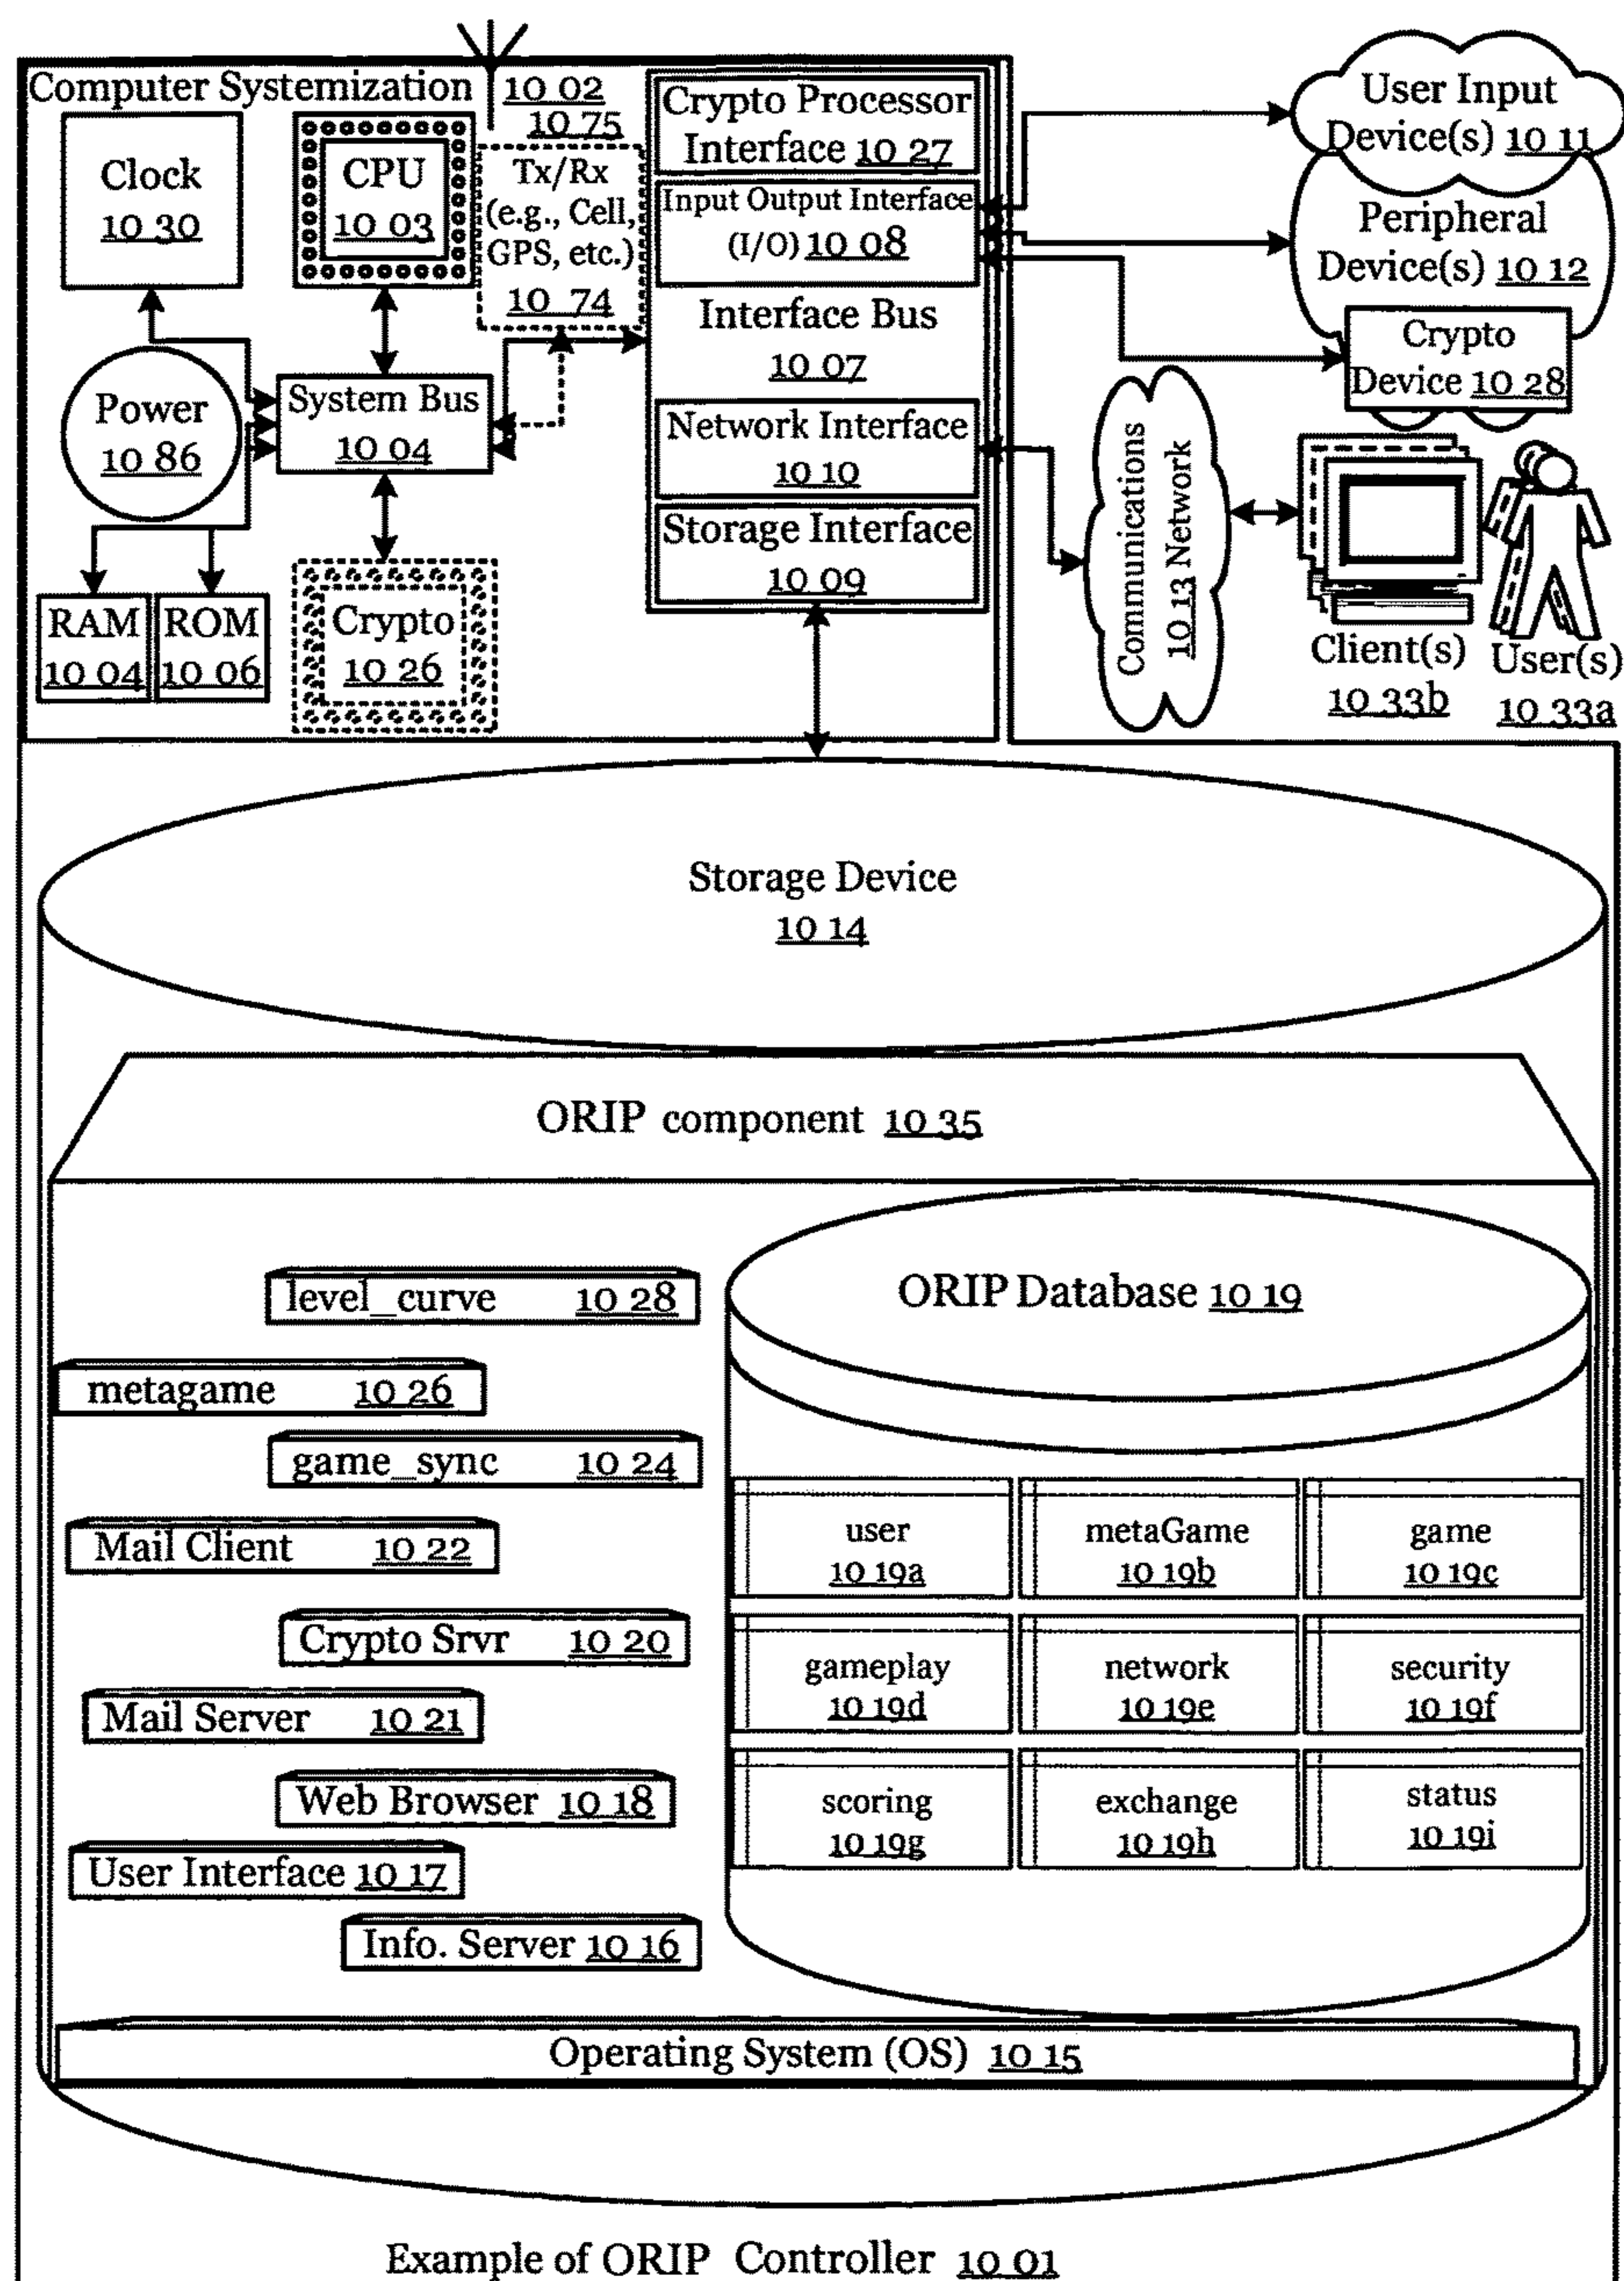 Computer Systemization 10 02
10 75
Clock
10 30
CPU
10 03
Tx/Rx
(e.g., Cell,
GPS, etc.)
10 74
Power
10 86
System Bus
10 04
RAM
10 04
ROM
10 06
Crypto
10 26
Crypto Processor
Interface 10 27
Input Output Interface
(I/O) 10 08
Interface Bus
10 07
Network Interface
10 10
Storage Interface
10 09
User Input
Device(s) 10 11
Peripheral
Device(s) 10 12
Crypto
Device 10 28
Communications
10 13 Network
Client(s)
10 33b
User(s)
10 33a
Storage Device
10 14
ORIP component 10 35
level_curve 10 28
metagame 10 26
game_sync 10 24
Mail Client 10 22
Crypto Srvr 10 20
Mail Server 10 21
Web Browser 10 18
User Interface 10 17
Info. Server 10 16
ORIP Database 10 19
user
10 19a
metaGame
10 19b
game
10 19c
gameplay
10 19d
network
10 19e
security
10 19f
scoring
10 19g
exchange
10 19h
status
10 19i
Operating System (OS) 10 15
Example of ORIP Controller 10 01